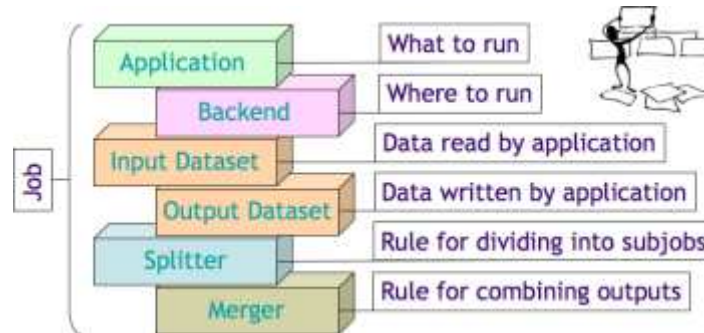 Job
Application
What to run
Backend
Where to run
Input Dataset
Data read by application
Output Dataset
Data written by application
Splitter
Rule for dividing into subjobs
Merger
Rule for combining outputs